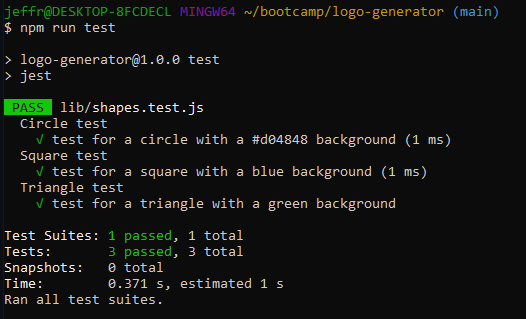 jeffr@DESKTOP-8FCDECL MINGW64 ~/bootcamp/logo-generator (main)
$ npm run test
> logo-generator@1.0.0 test
> jest
PASS lib/shapes.test.js
Circle test
√ test for a circle with a #d04848 background (1 ms)
Square test
√ test for a square with a blue background (1 ms)
Triangle test
√ test for a triangle with a green background
Test Suites: 1 passed, 1 total
Tests: 3 passed, 3 total
Snapshots: 0 total
Time: 0.371 s, estimated 1 s
Ran all test suites.